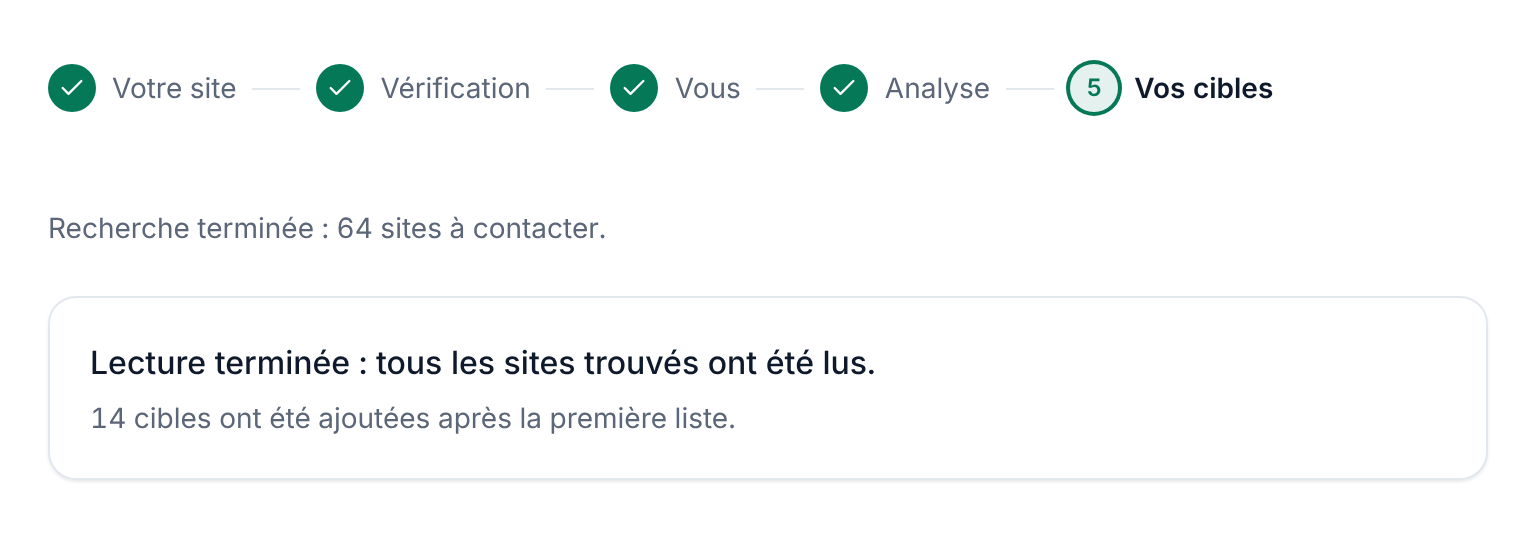 Votre site Vérification Vous Analyse 5 Vos cibles
Recherche terminée : 64 sites à contacter.
Lecture terminée : tous les sites trouvés ont été lus.
14 cibles ont été ajoutées après la première liste.